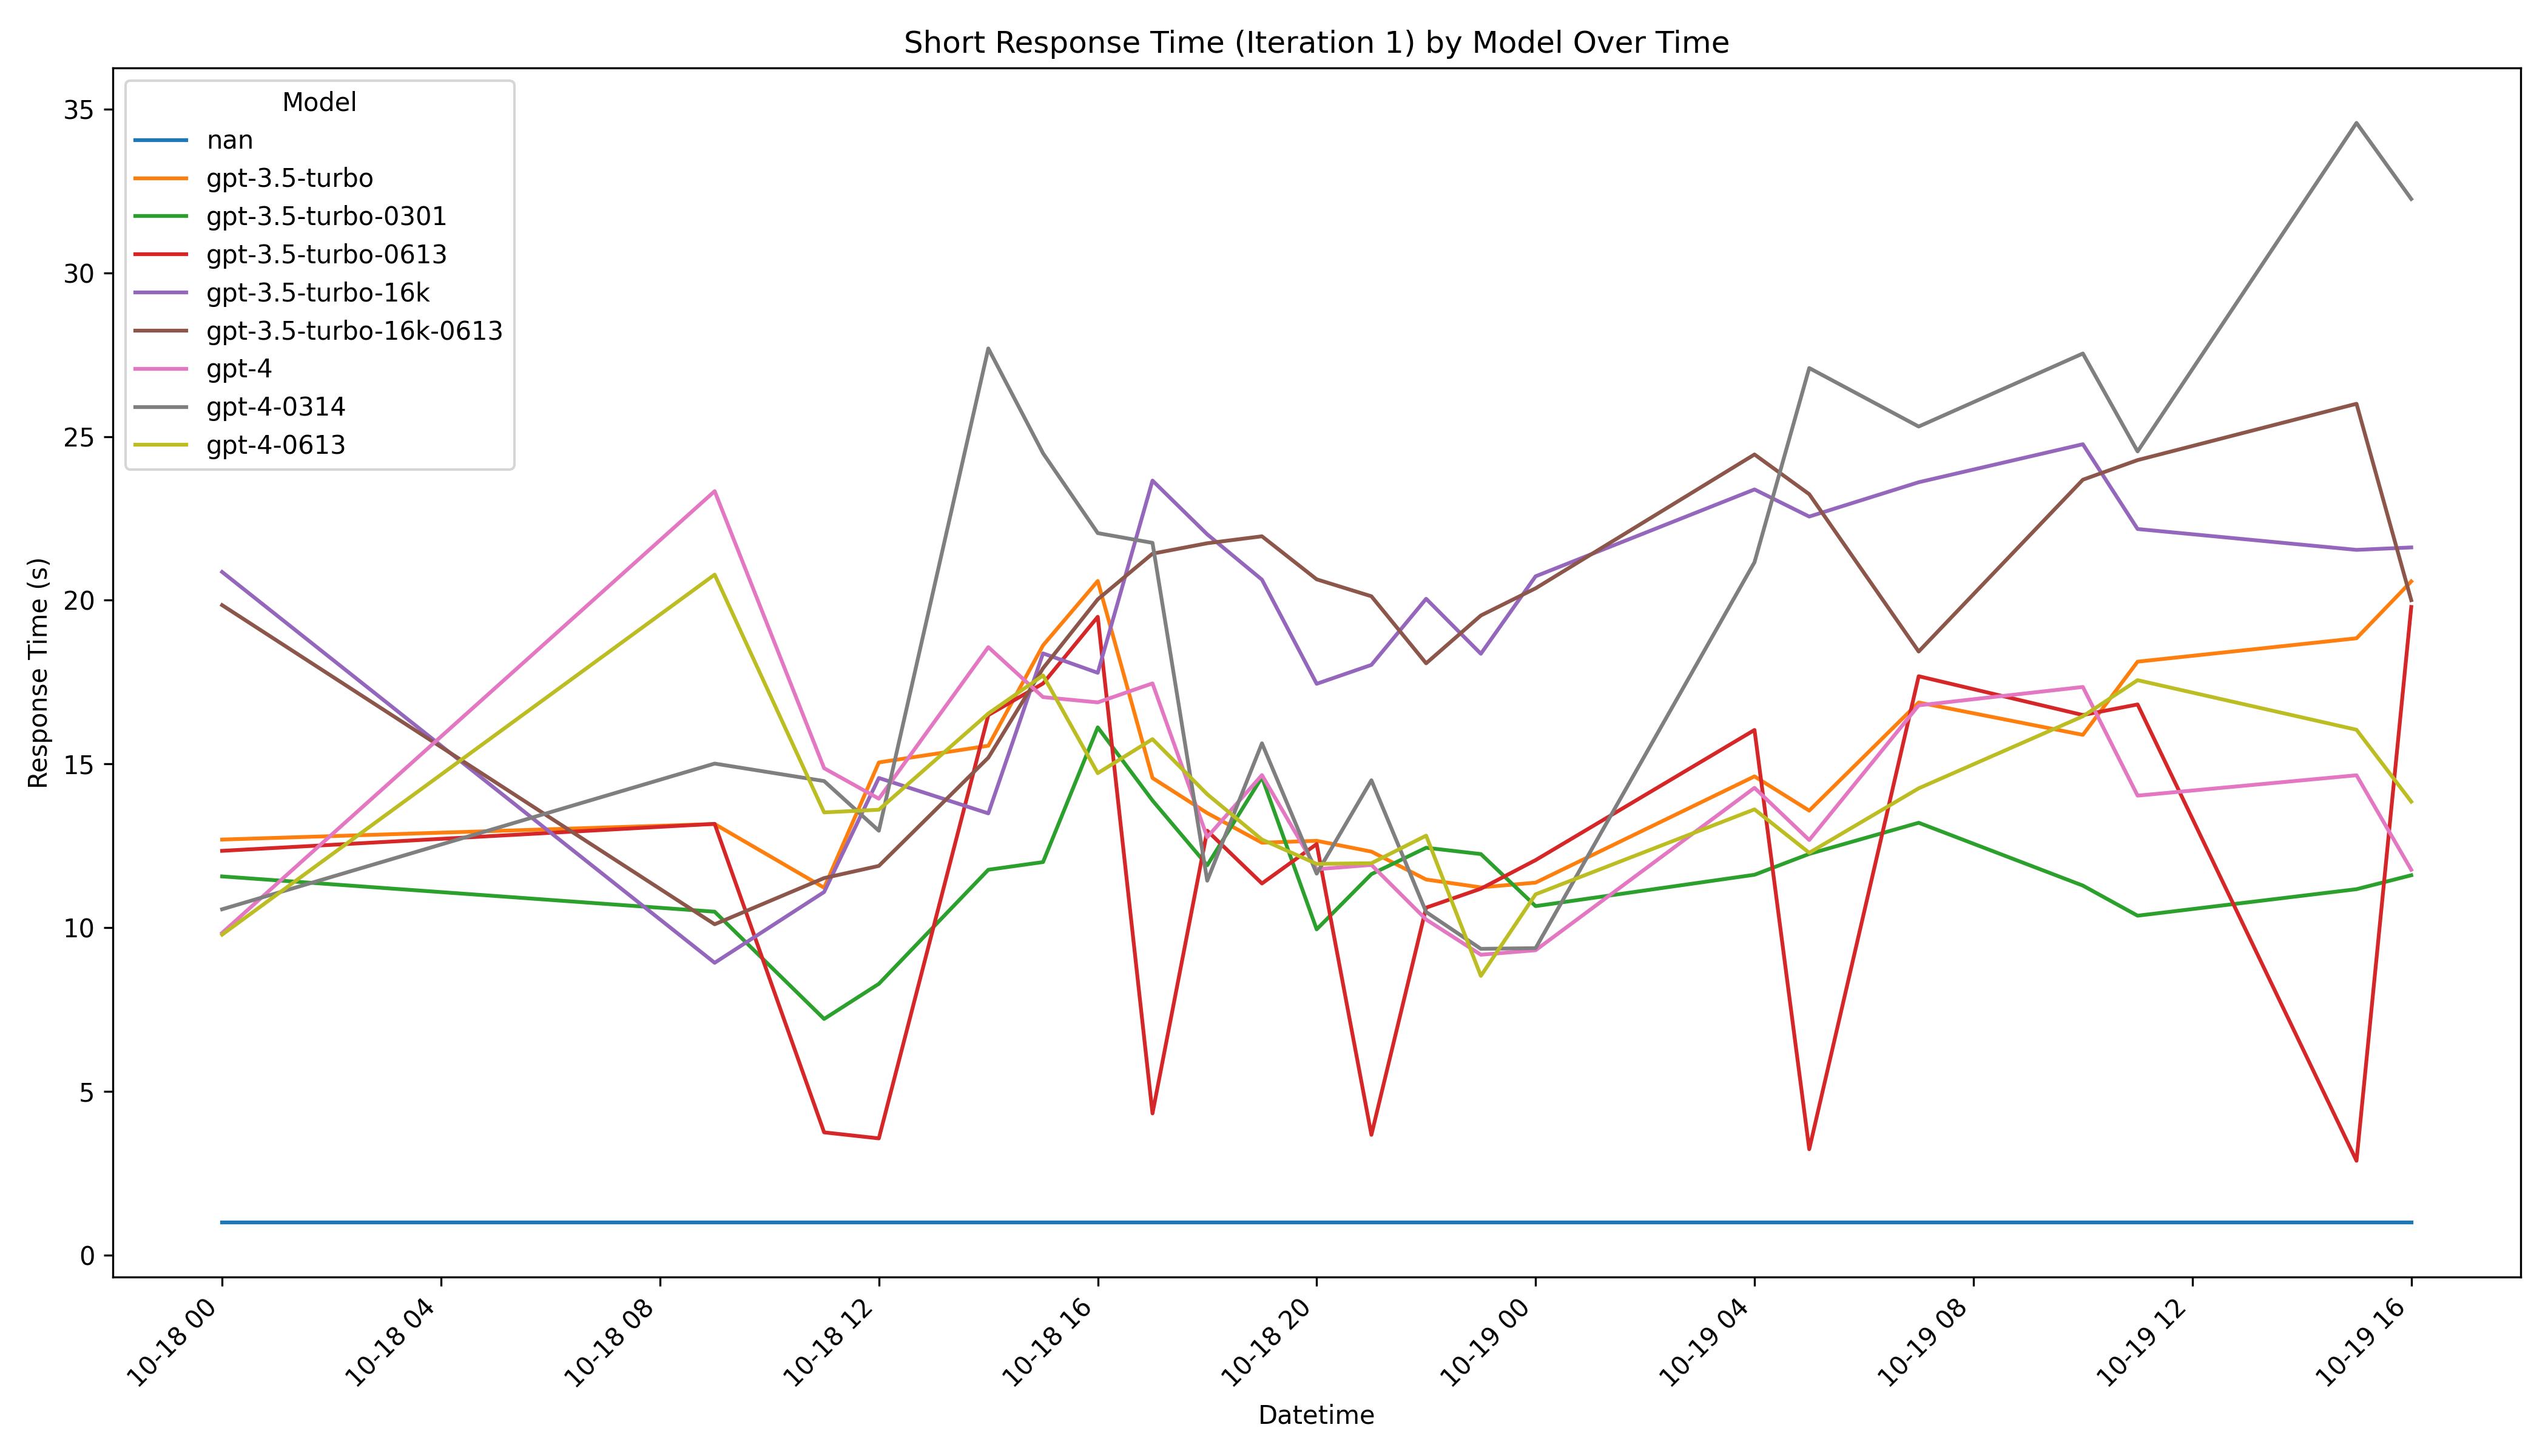 Short Response Time (Iteration 1) by Model Over Time
Model
nan
gpt-3.5-turbo
gpt-3.5-turbo-0301
gpt-3.5-turbo-0613
gpt-3.5-turbo-16k
gpt-3.5-turbo-16k-0613
gpt-4
gpt-4-0314
gpt-4-0613
Response Time (s)
35
30
25
20
15
10
5
0
10-18 00
10-18 04
10-18 08
10-18 12
10-18 16
10-18 20
10-19 00
10-19 04
10-19 08
10-19 12
10-19 16
Datetime